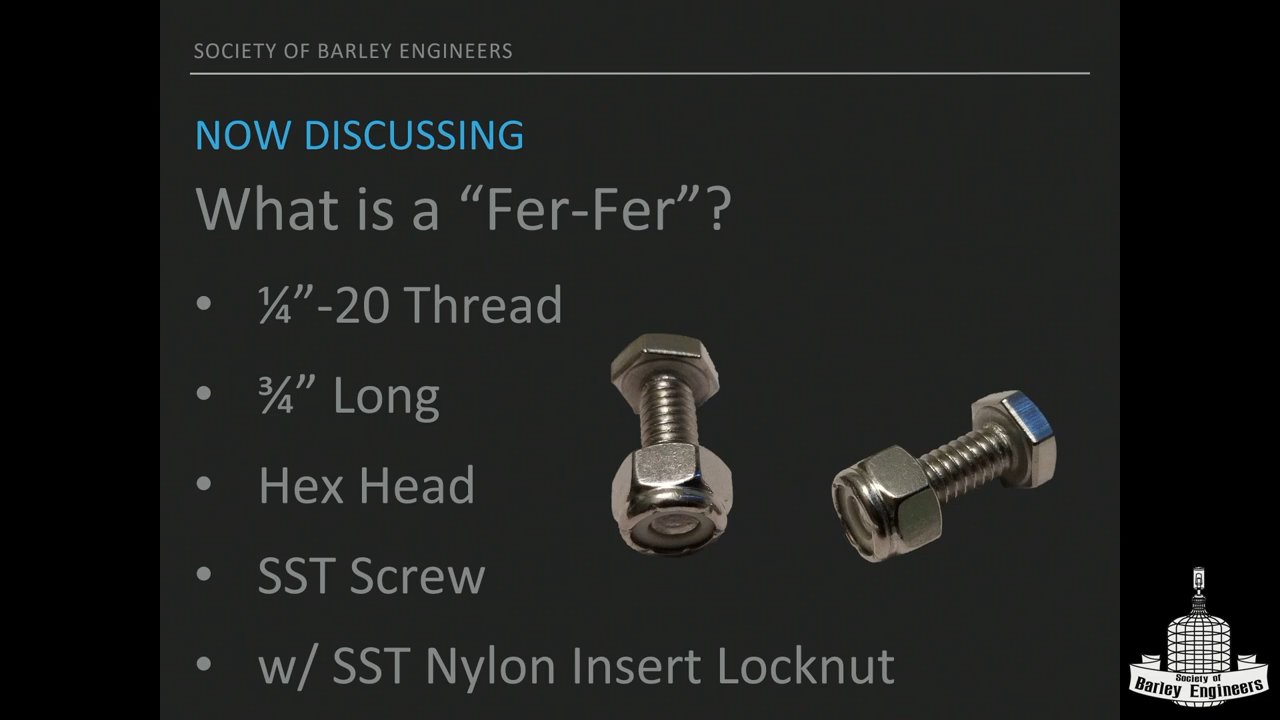 SOCIETY OF BARLEY ENGINEERS
NOW DISCUSSING
What is a “Fer-Fer”?
• ¼”-20 Thread
• ¾” Long
• Hex Head
• SST Screw
• w/ SST Nylon Insert Locknut
Society of
Barley Engineers